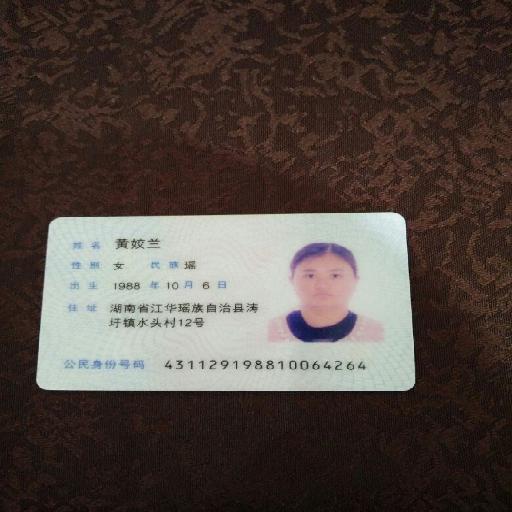 姓名 黄姣兰
性别 女 民族 瑶
出生 1988 年 10 月 6 日
住址 湖南省江华瑶族自治县涛
圩镇水头村12号
公民身份号码 431129198810064264